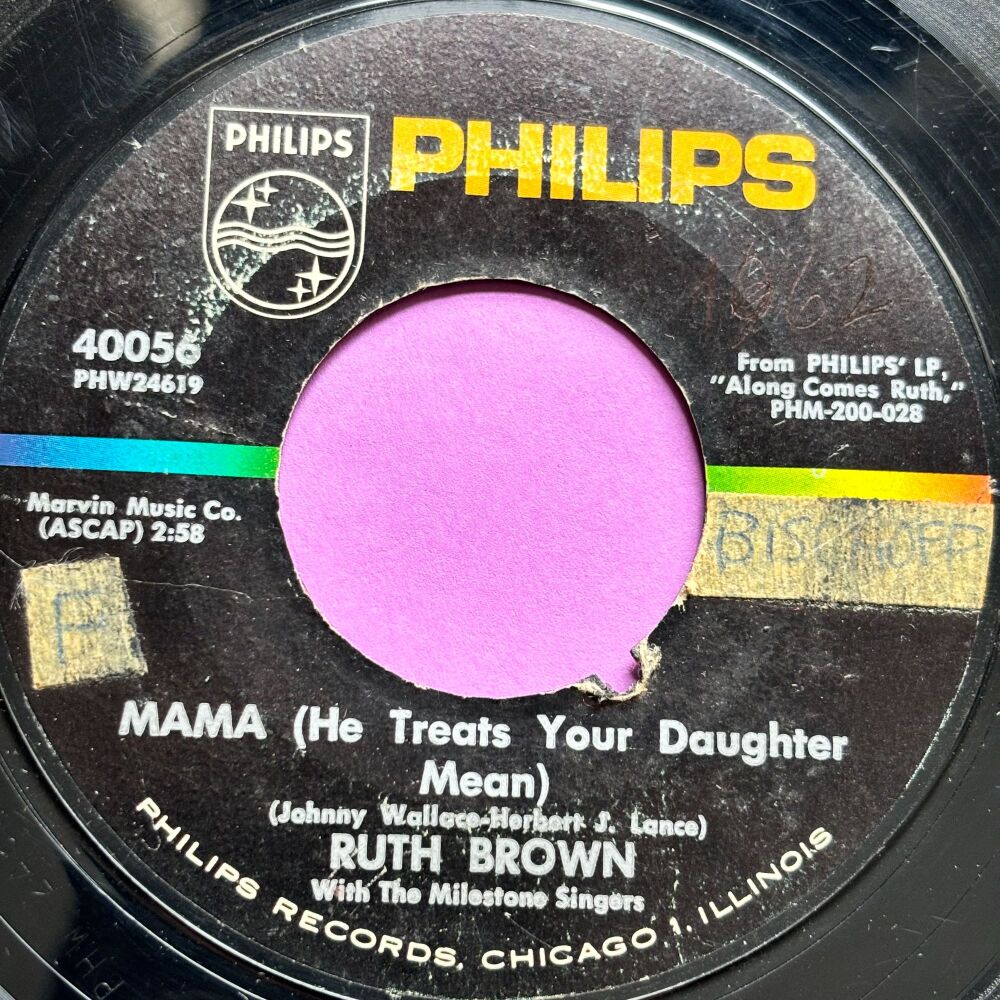 PHILIPS
PHILIPS
1962
40056
PHW24619
From PHILIPS' LP,
"Along Comes Ruth,"
PHM-200-028
Marvin Music Co.
(ASCAP) 2:58
BISCHOFF
F
MAMA (He Treats Your Daughter
Mean)
(Johnny Wallace-Herbert J. Lance)
RUTH BROWN
With The Milestone Singers
PHILIPS RECORDS, CHICAGO 1, ILLINOIS